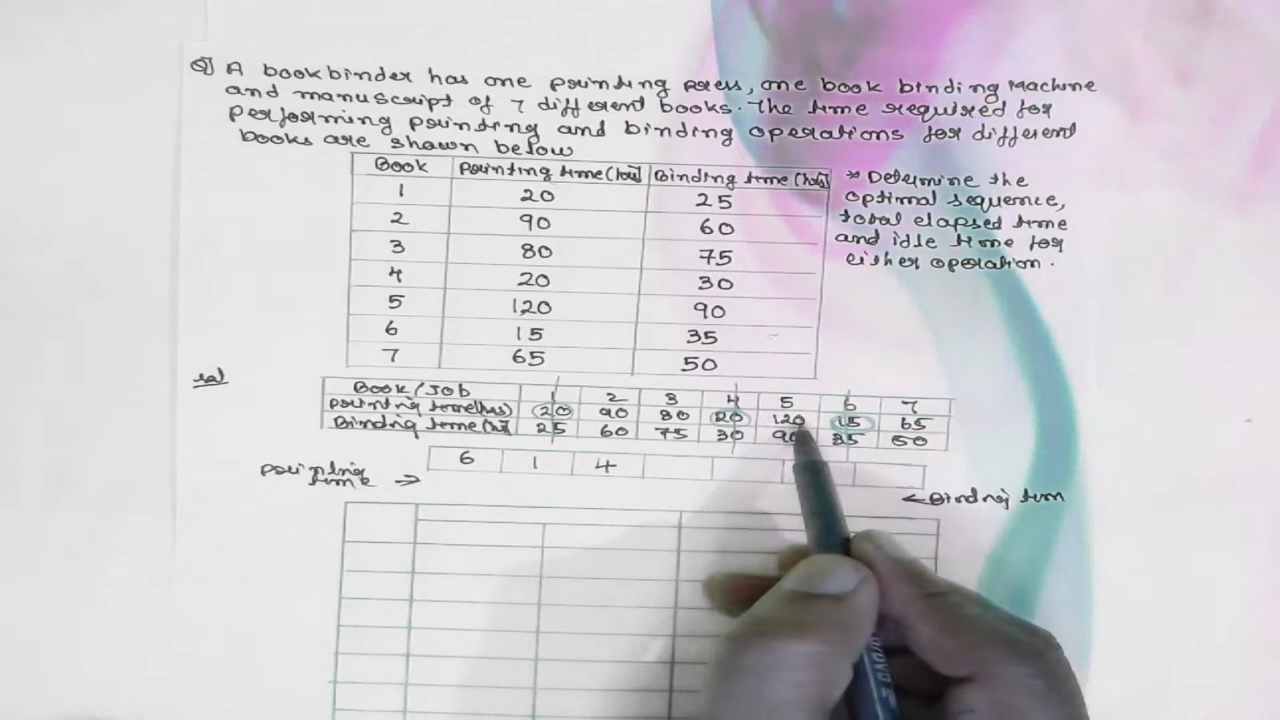 Q] A bookbinder has one printing press, one book binding Machine
and manuscript of 7 different books. The time required for
performing printing and binding operations for different
books are shown below
Book Printing time (hrs) Binding time (hrs)
1 20 25
2 90 60
3 80 75
4 20 30
5 120 90
6 15 35
7 65 50
* Determine the
optimal sequence,
total elapsed time
and idle time for
either operation.
sol
Book/Job 1 2 3 4 5 6 7
printing time(hrs) 20 90 80 20 120 15 65
Binding time (hrs) 25 60 75 30 90 35 50
6 1 4
printing
time →
← Binding time